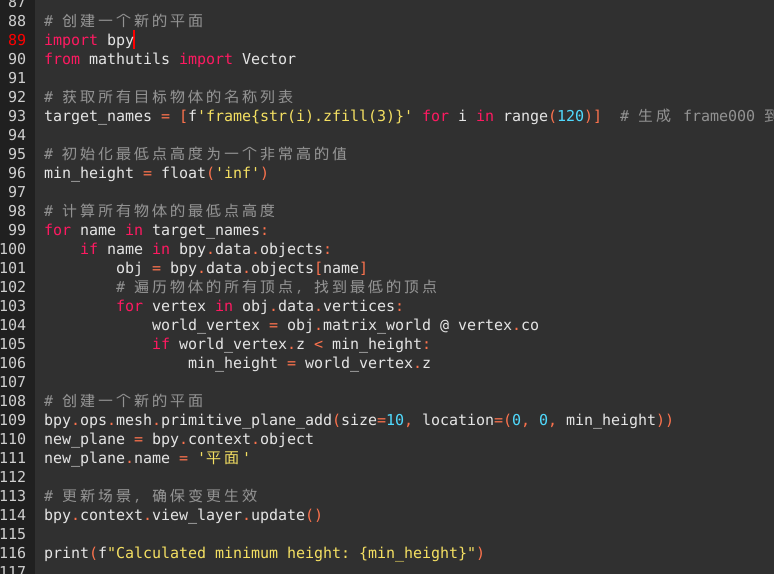 87
88 # 创建一个新的平面
89 import bpy
90 from mathutils import Vector
91
92 # 获取所有目标物体的名称列表
93 target_names = [f'frame{str(i).zfill(3)}' for i in range(120)]  # 生成 frame000 到
94
95 # 初始化最低点高度为一个非常高的值
96 min_height = float('inf')
97
98 # 计算所有物体的最低点高度
99 for name in target_names:
100     if name in bpy.data.objects:
101         obj = bpy.data.objects[name]
102         # 遍历物体的所有顶点，找到最低的顶点
103         for vertex in obj.data.vertices:
104             world_vertex = obj.matrix_world @ vertex.co
105             if world_vertex.z < min_height:
106                 min_height = world_vertex.z
107
108 # 创建一个新的平面
109 bpy.ops.mesh.primitive_plane_add(size=10, location=(0, 0, min_height))
110 new_plane = bpy.context.object
111 new_plane.name = '平面'
112
113 # 更新场景，确保变更生效
114 bpy.context.view_layer.update()
115
116 print(f"Calculated minimum height: {min_height}")
117